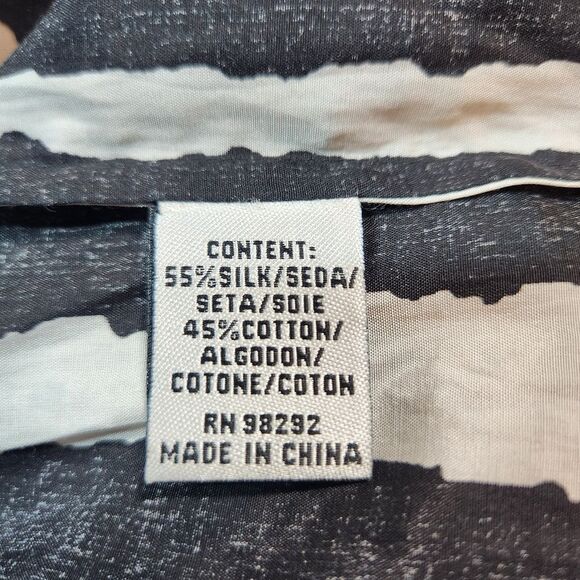 CONTENT:
55%SILK/SEDA/
SETA/SOIE
45%COTTON/
ALGODON/
COTONE/COTON
RN 98292
MADE IN CHINA